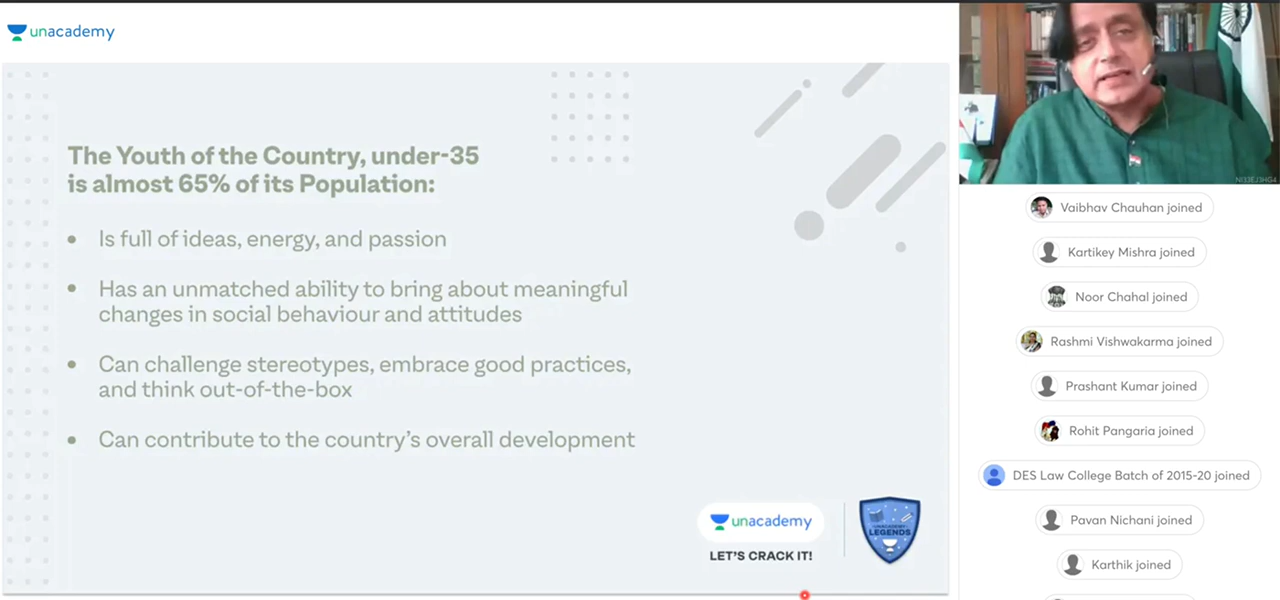 unacademy
The Youth of the Country, under-35
is almost 65% of its Population:
• Is full of ideas, energy, and passion
• Has an unmatched ability to bring about meaningful
changes in social behaviour and attitudes
• Can challenge stereotypes, embrace good practices,
and think out-of-the-box
• Can contribute to the country's overall development
unacademy
LET'S CRACK IT!
UNACADEMY
LEGENDS
Vaibhav Chauhan joined
Kartikey Mishra joined
Noor Chahal joined
Rashmi Vishwakarma joined
Prashant Kumar joined
Rohit Pangaria joined
DES Law College Batch of 2015-20 joined
Pavan Nichani joined
Karthik joined